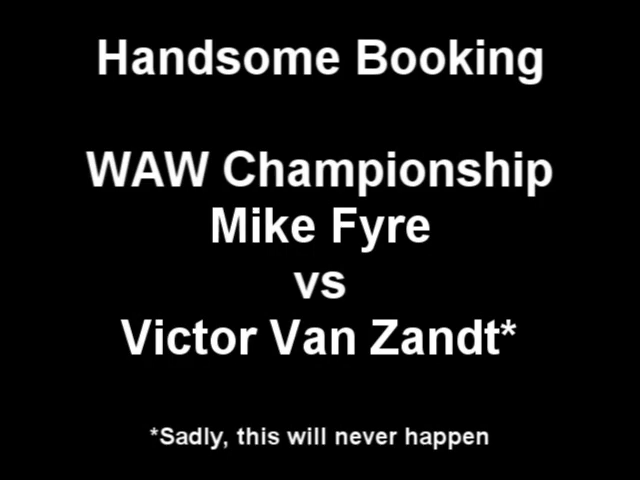 Handsome Booking
WAW Championship
Mike Fyre
vs
Victor Van Zandt*
*Sadly, this will never happen